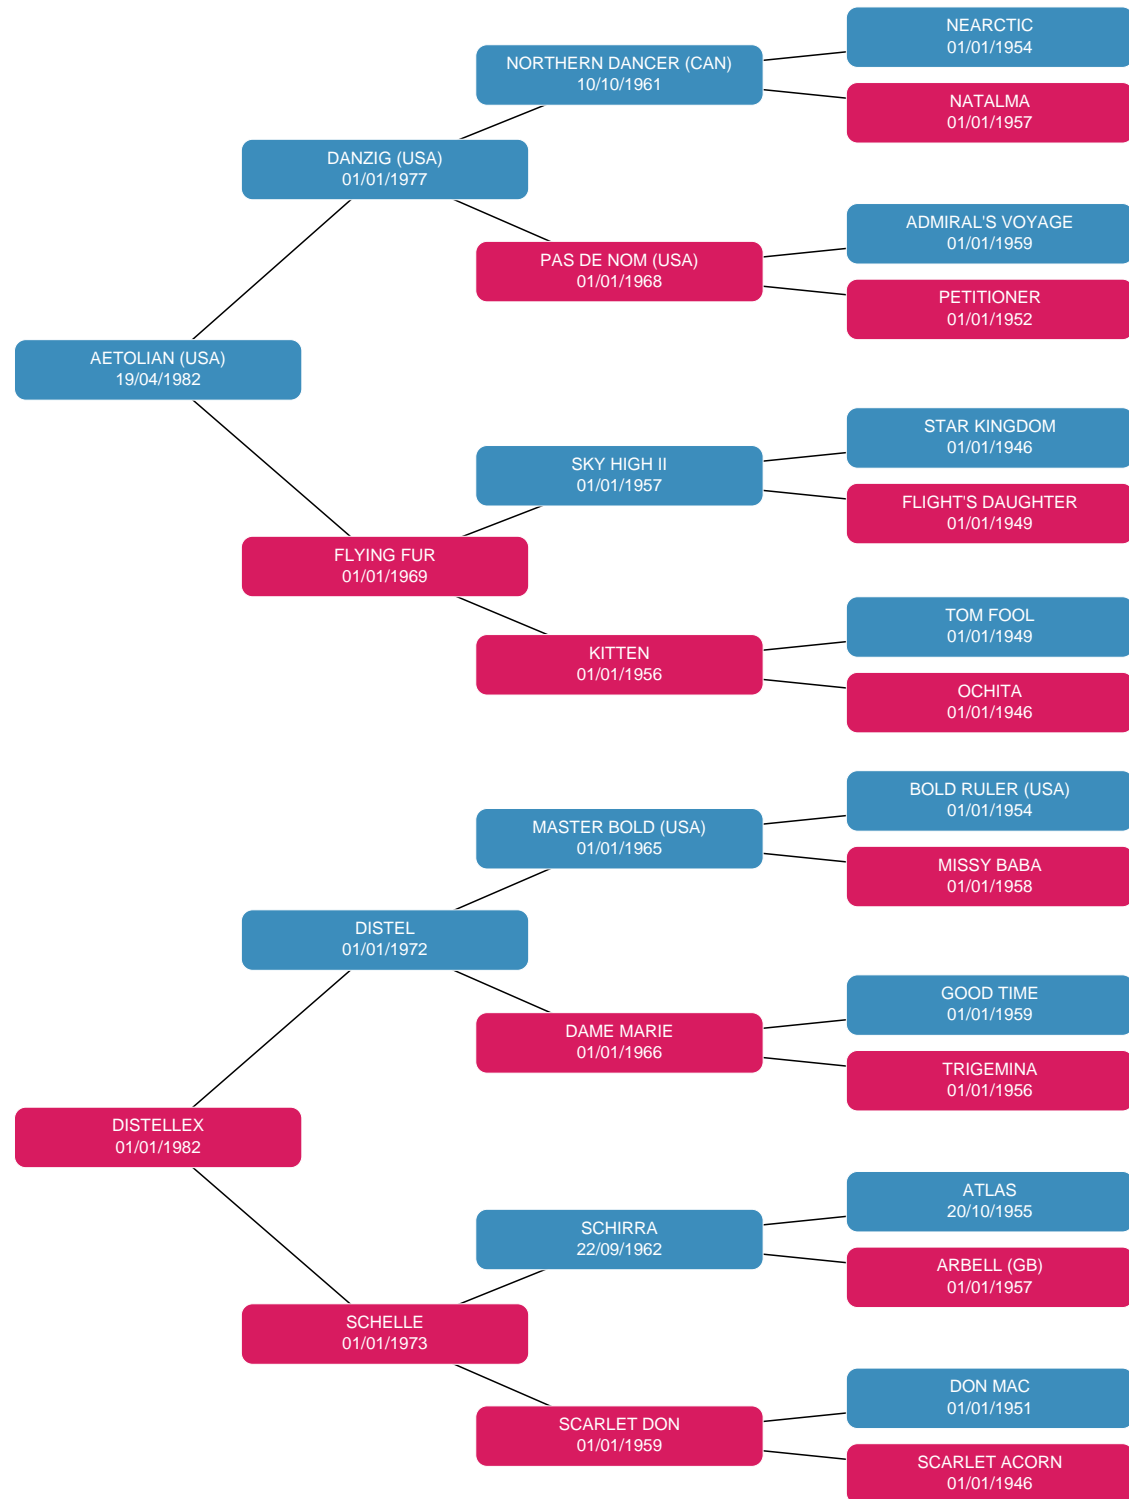 NEARCTIC
01/01/1954
NORTHERN DANCER (CAN)
10/10/1961
NATALMA
01/01/1957
DANZIG (USA)
01/01/1977
ADMIRAL'S VOYAGE
01/01/1959
PAS DE NOM (USA)
01/01/1968
PETITIONER
01/01/1952
AETOLIAN (USA)
19/04/1982
STAR KINGDOM
01/01/1946
SKY HIGH II
01/01/1957
FLIGHT'S DAUGHTER
01/01/1949
FLYING FUR
01/01/1969
TOM FOOL
01/01/1949
KITTEN
01/01/1956
OCHITA
01/01/1946
BOLD RULER (USA)
01/01/1954
MASTER BOLD (USA)
01/01/1965
MISSY BABA
01/01/1958
DISTEL
01/01/1972
GOOD TIME
01/01/1959
DAME MARIE
01/01/1966
TRIGEMINA
01/01/1956
DISTELLEX
01/01/1982
ATLAS
20/10/1955
SCHIRRA
22/09/1962
ARBELL (GB)
01/01/1957
SCHELLE
01/01/1973
DON MAC
01/01/1951
SCARLET DON
01/01/1959
SCARLET ACORN
01/01/1946